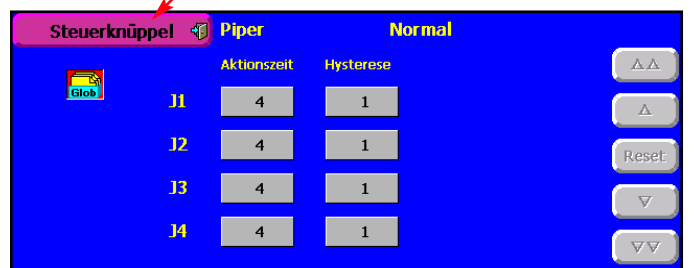 Steuerknüppel Piper Normal
Aktionszeit Hysterese
Glob
J1 4 1
J2 4 1
Reset
J3 4 1
J4 4 1